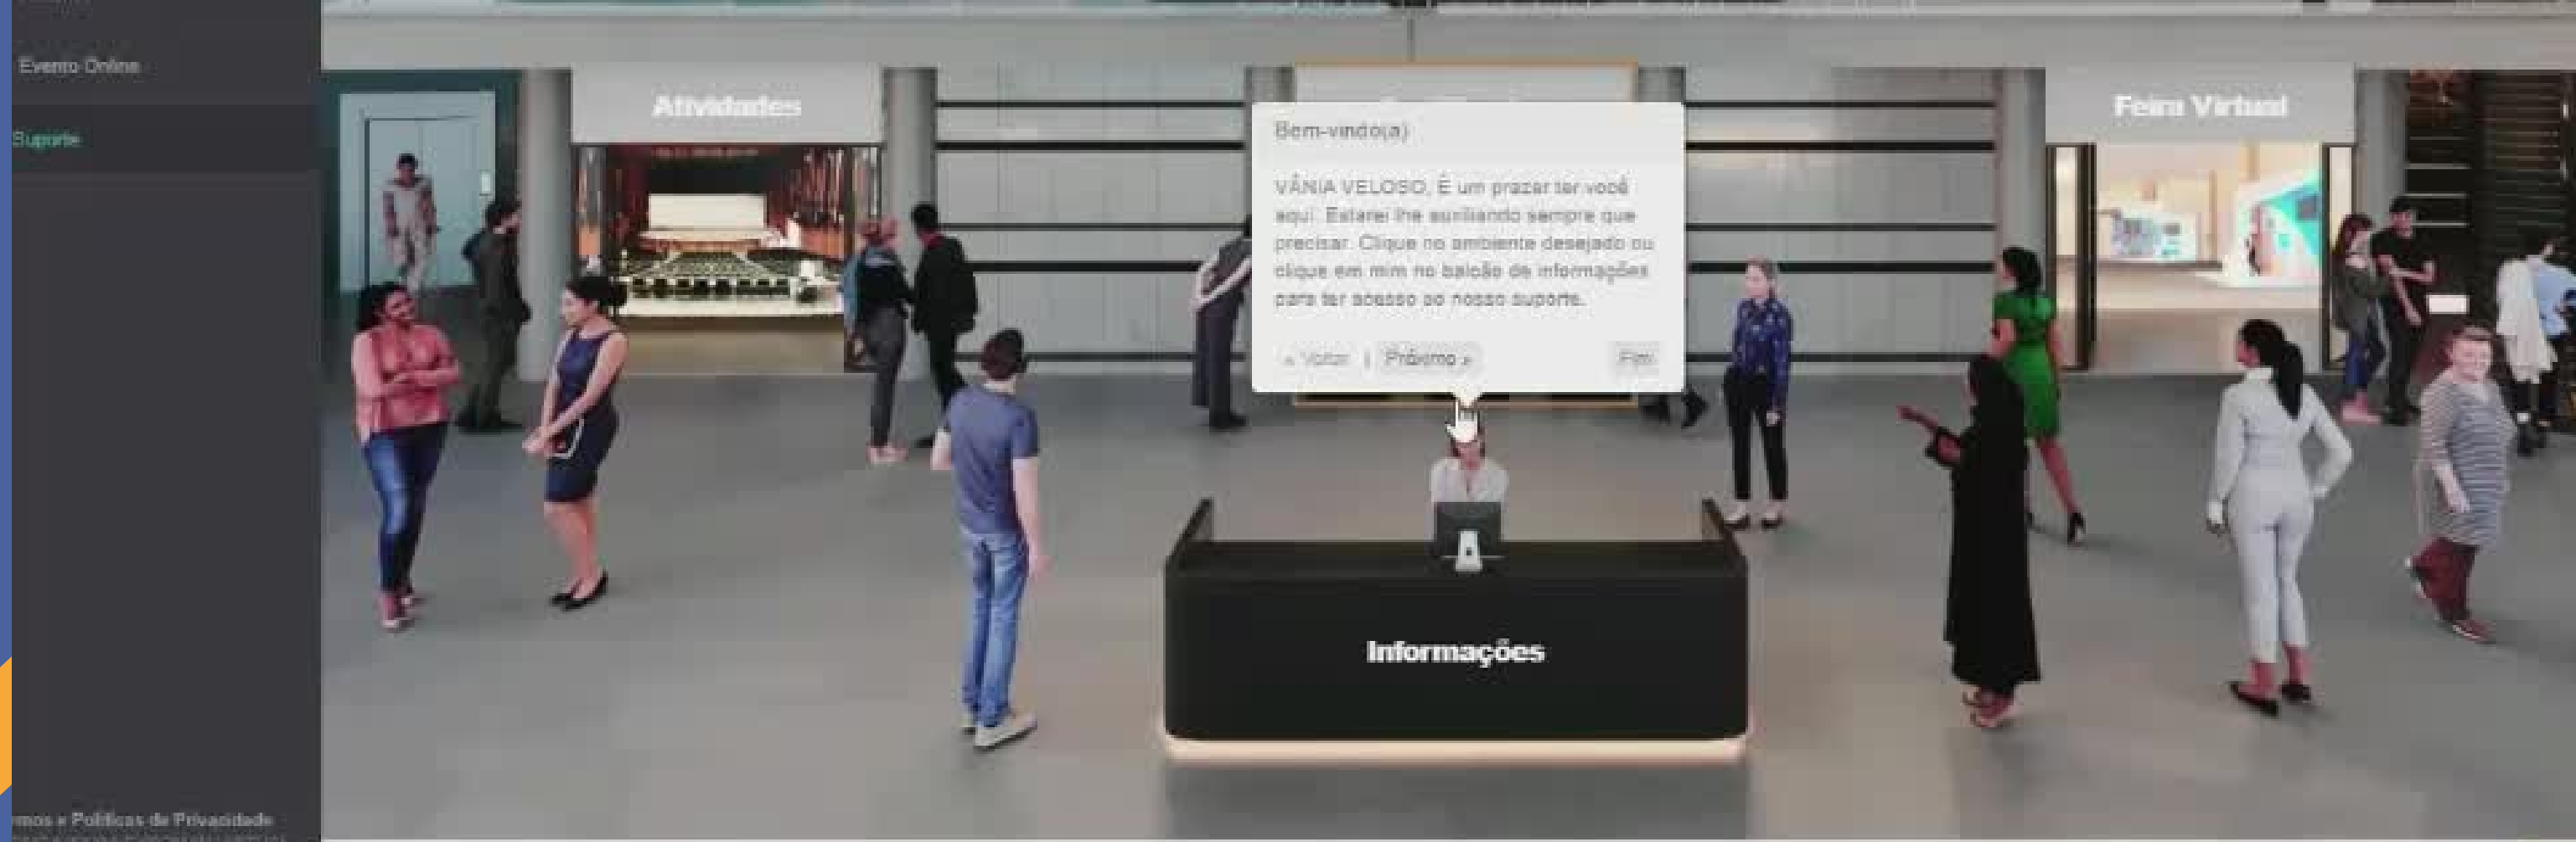 Evento Online
Suporte
Atividades
Feira Virtual
Bem-vindo(a)
VÂNIA VELOSO, É um prazer ter você
aqui. Estarei lhe auxiliando sempre que
precisar. Clique no ambiente desejado ou
clique em mim no balcão de informações
para ter acesso ao nosso suporte.
« Voltar | Próximo » Fim
Informações
rmos e Políticas de Privacidade